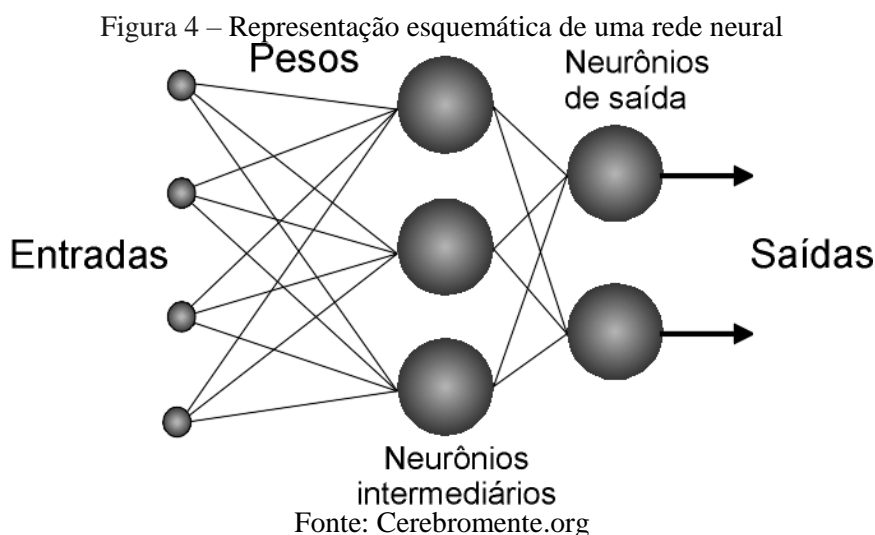 Figura 4 – Representação esquemática de uma rede neural
Pesos
Neurônios
de saída
Entradas
Saídas
Neurônios
intermediários
Fonte: Cerebromente.org